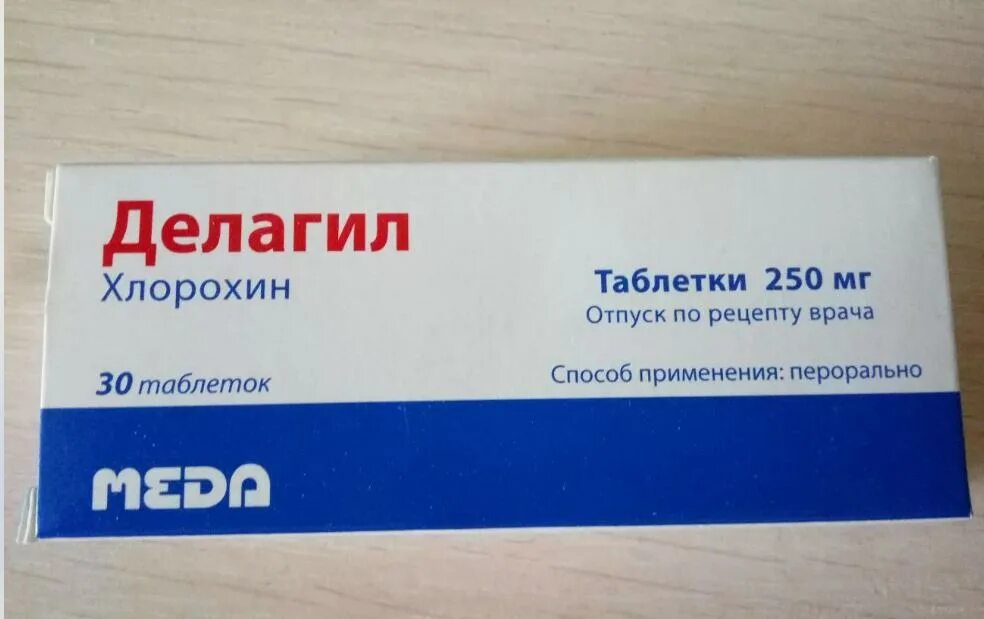 Делагил
Хлорохин
Таблетки 250 мг
Отпуск по рецепту врача
30 таблеток
Способ применения: перорально
MEDA